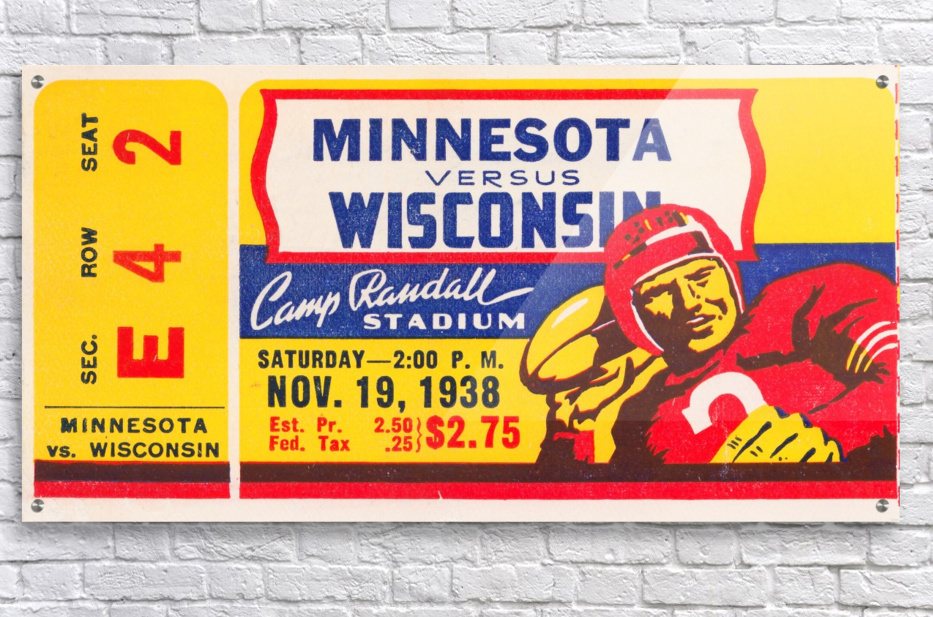 SEC. E ROW 4 SEAT 2
MINNESOTA
vs. WISCONSIN
MINNESOTA
VERSUS
WISCONSIN
Camp Randall
STADIUM
SATURDAY—2:00 P. M.
NOV. 19, 1938
Est. Pr. 2.50
Fed. Tax .25
$2.75
2